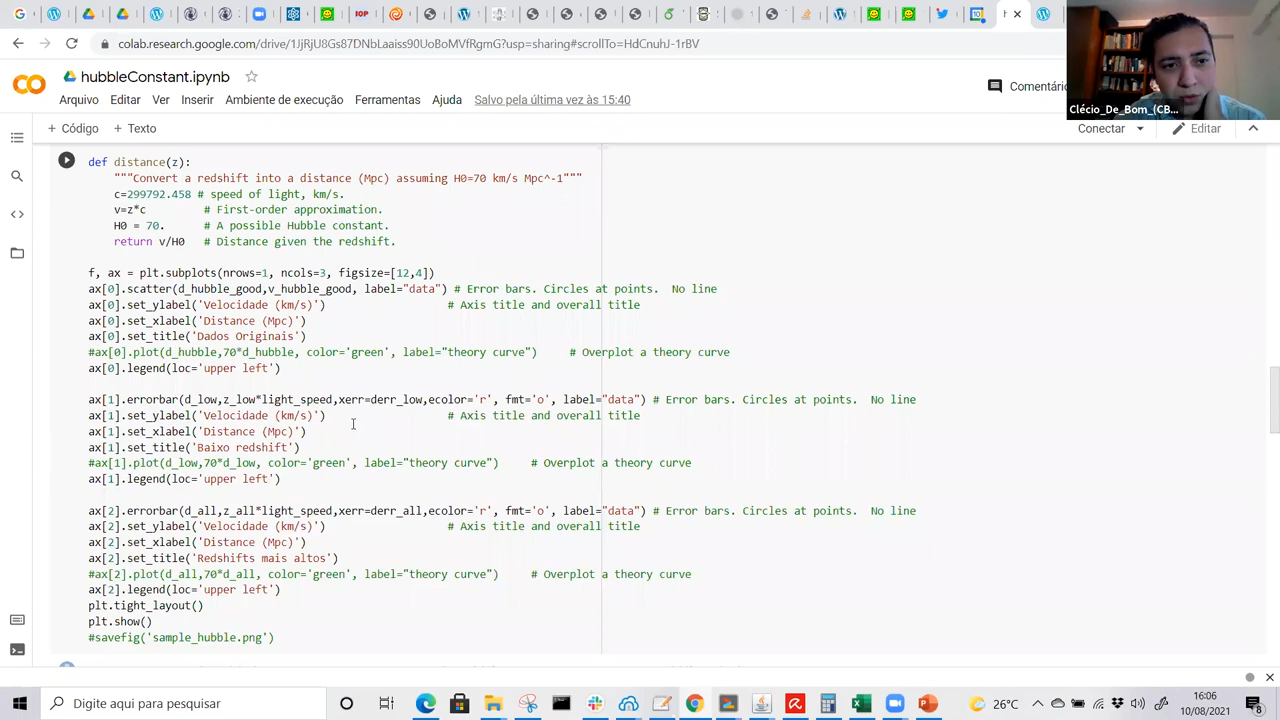 colab.research.google.com/drive/1JjRjU8Gs87DNbLaaiss9dUoBoMVfRgmG?usp=sharing#scrollTo=HdCnuhJ-1rBV
hubbleConstant.ipynb
Comentário
Arquivo Editar Ver Inserir Ambiente de execução Ferramentas Ajuda Salvo pela última vez às 15:40
Clécio_De_Bom_(CB...
+ Código + Texto
Conectar Editar
def distance(z):
"""Convert a redshift into a distance (Mpc) assuming H0=70 km/s Mpc^-1"""
c=299792.458 # speed of light, km/s.
v=z*c # First-order approximation.
H0 = 70. # A possible Hubble constant.
return v/H0 # Distance given the redshift.
f, ax = plt.subplots(nrows=1, ncols=3, figsize=[12,4])
ax[0].scatter(d_hubble_good,v_hubble_good, label="data") # Error bars. Circles at points. No line
ax[0].set_ylabel('Velocidade (km/s)') # Axis title and overall title
ax[0].set_xlabel('Distance (Mpc)')
ax[0].set_title('Dados Originais')
#ax[0].plot(d_hubble,70*d_hubble, color='green', label="theory curve") # Overplot a theory curve
ax[0].legend(loc='upper left')
ax[1].errorbar(d_low,z_low*light_speed,xerr=derr_low,ecolor='r', fmt='o', label="data") # Error bars. Circles at points. No line
ax[1].set_ylabel('Velocidade (km/s)') # Axis title and overall title
ax[1].set_xlabel('Distance (Mpc)')
ax[1].set_title('Baixo redshift')
#ax[1].plot(d_low,70*d_low, color='green', label="theory curve") # Overplot a theory curve
ax[1].legend(loc='upper left')
ax[2].errorbar(d_all,z_all*light_speed,xerr=derr_all,ecolor='r', fmt='o', label="data") # Error bars. Circles at points. No line
ax[2].set_ylabel('Velocidade (km/s)') # Axis title and overall title
ax[2].set_xlabel('Distance (Mpc)')
ax[2].set_title('Redshifts mais altos')
#ax[2].plot(d_all,70*d_all, color='green', label="theory curve") # Overplot a theory curve
ax[2].legend(loc='upper left')
plt.tight_layout()
plt.show()
#savefig('sample_hubble.png')
Digite aqui para pesquisar
26°C
16:06
10/08/2021
8